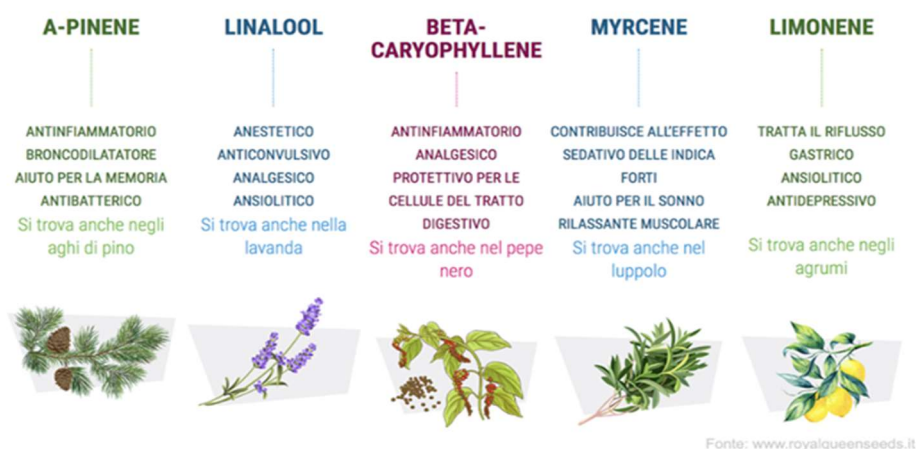 A-PINENE
ANTINFIAMMATORIO
BRONCODILATATORE
AIUTO PER LA MEMORIA
ANTIBATTERICO
Si trova anche negli
aghi di pino
LINALOOL
ANESTETICO
ANTICONVULSIVO
ANALGESICO
ANSIOLITICO
Si trova anche nella
lavanda
BETA-
CARYOPHYLLENE
ANTINFIAMMATORIO
ANALGESICO
PROTETTIVO PER LE
CELLULE DEL TRATTO
DIGESTIVO
Si trova anche nel pepe
nero
MYRCENE
CONTRIBUISCE ALL'EFFETTO
SEDATIVO DELLE INDICA
FORTI
AIUTO PER IL SONNO
RILASSANTE MUSCOLARE
Si trova anche nel
luppolo
LIMONENE
TRATTA IL RIFLUSSO
GASTRICO
ANSIOLITICO
ANTIDEPRESSIVO
Si trova anche negli
agrumi
Fonte: www.royalqueenseeds.it